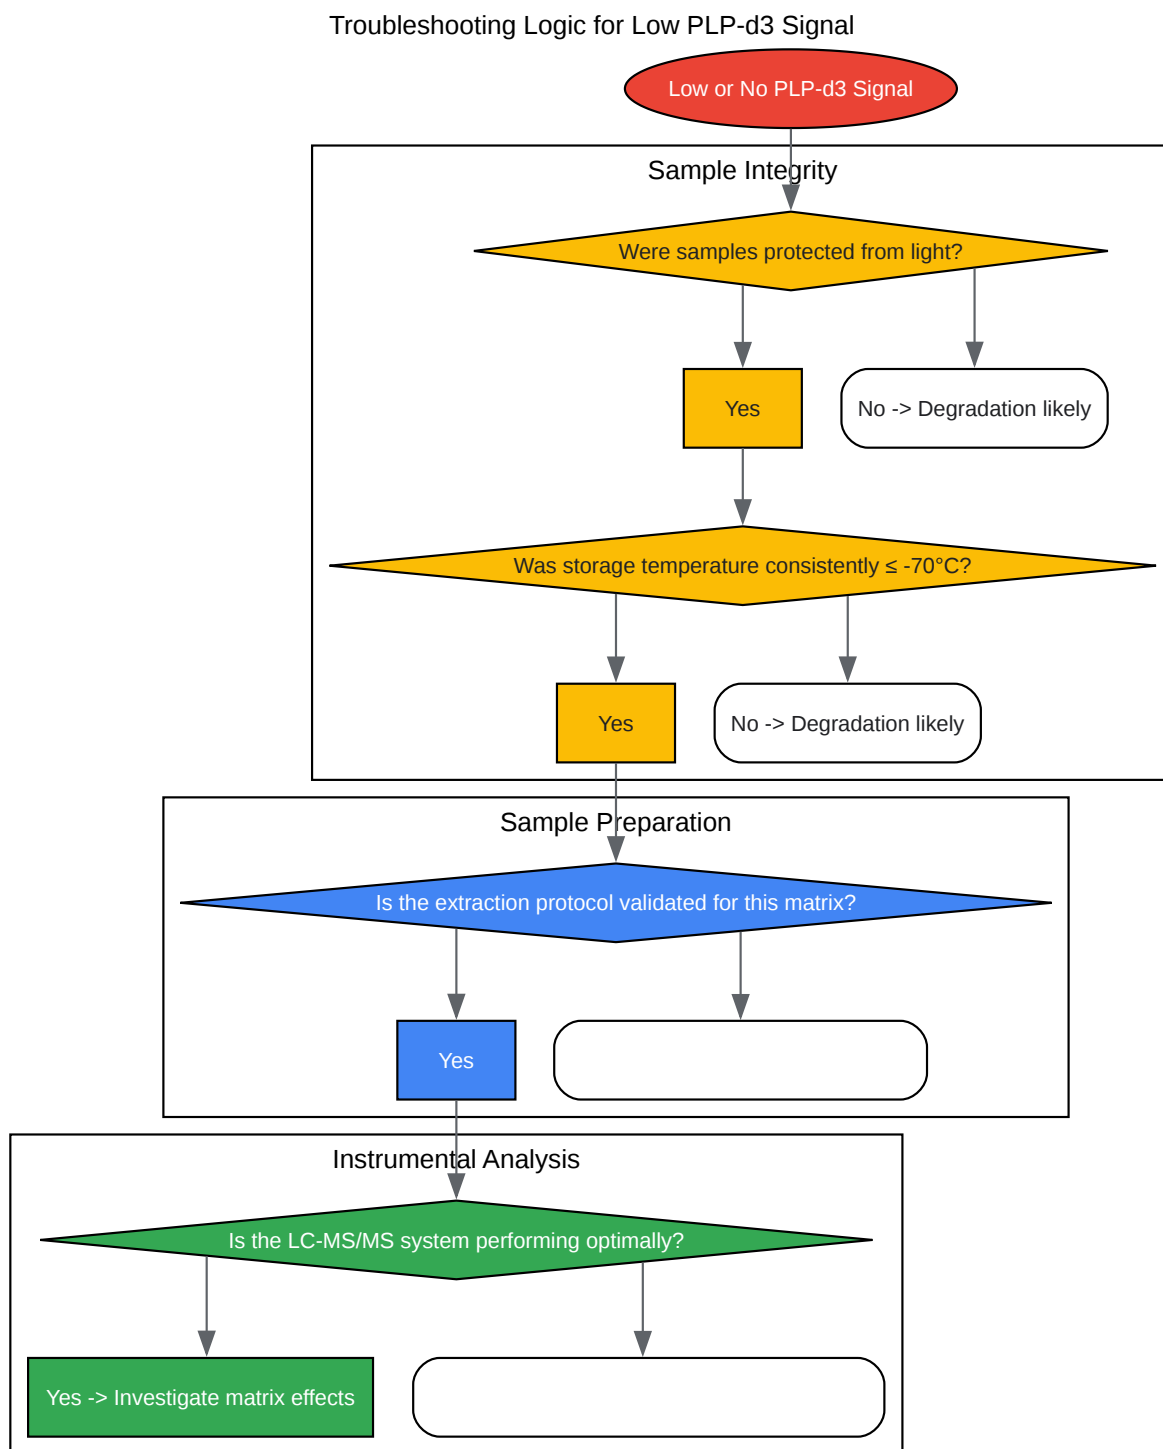 Troubleshooting Logic for Low PLP-d3 Signal
Low or No PLP-d3 Signal
Sample Integrity
Were samples protected from light?
Yes
No -> Degradation likely
Was storage temperature consistently ≤ -70°C?
Yes
No -> Degradation likely
Sample Preparation
Is the extraction protocol validated for this matrix?
Yes
Instrumental Analysis
Is the LC-MS/MS system performing optimally?
Yes -> Investigate matrix effects